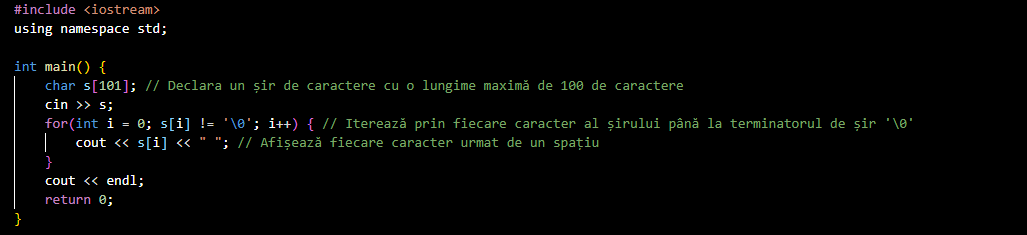 #include <iostream>
using namespace std;
int main() {
char s[101]; // Declara un șir de caractere cu o lungime maximă de 100 de caractere
cin >> s;
for(int i = 0; s[i] != '\0'; i++) { // Iterează prin fiecare caracter al șirului până la terminatorul de șir '\0'
cout << s[i] << " "; // Afișează fiecare caracter urmat de un spațiu
}
cout << endl;
return 0;
}